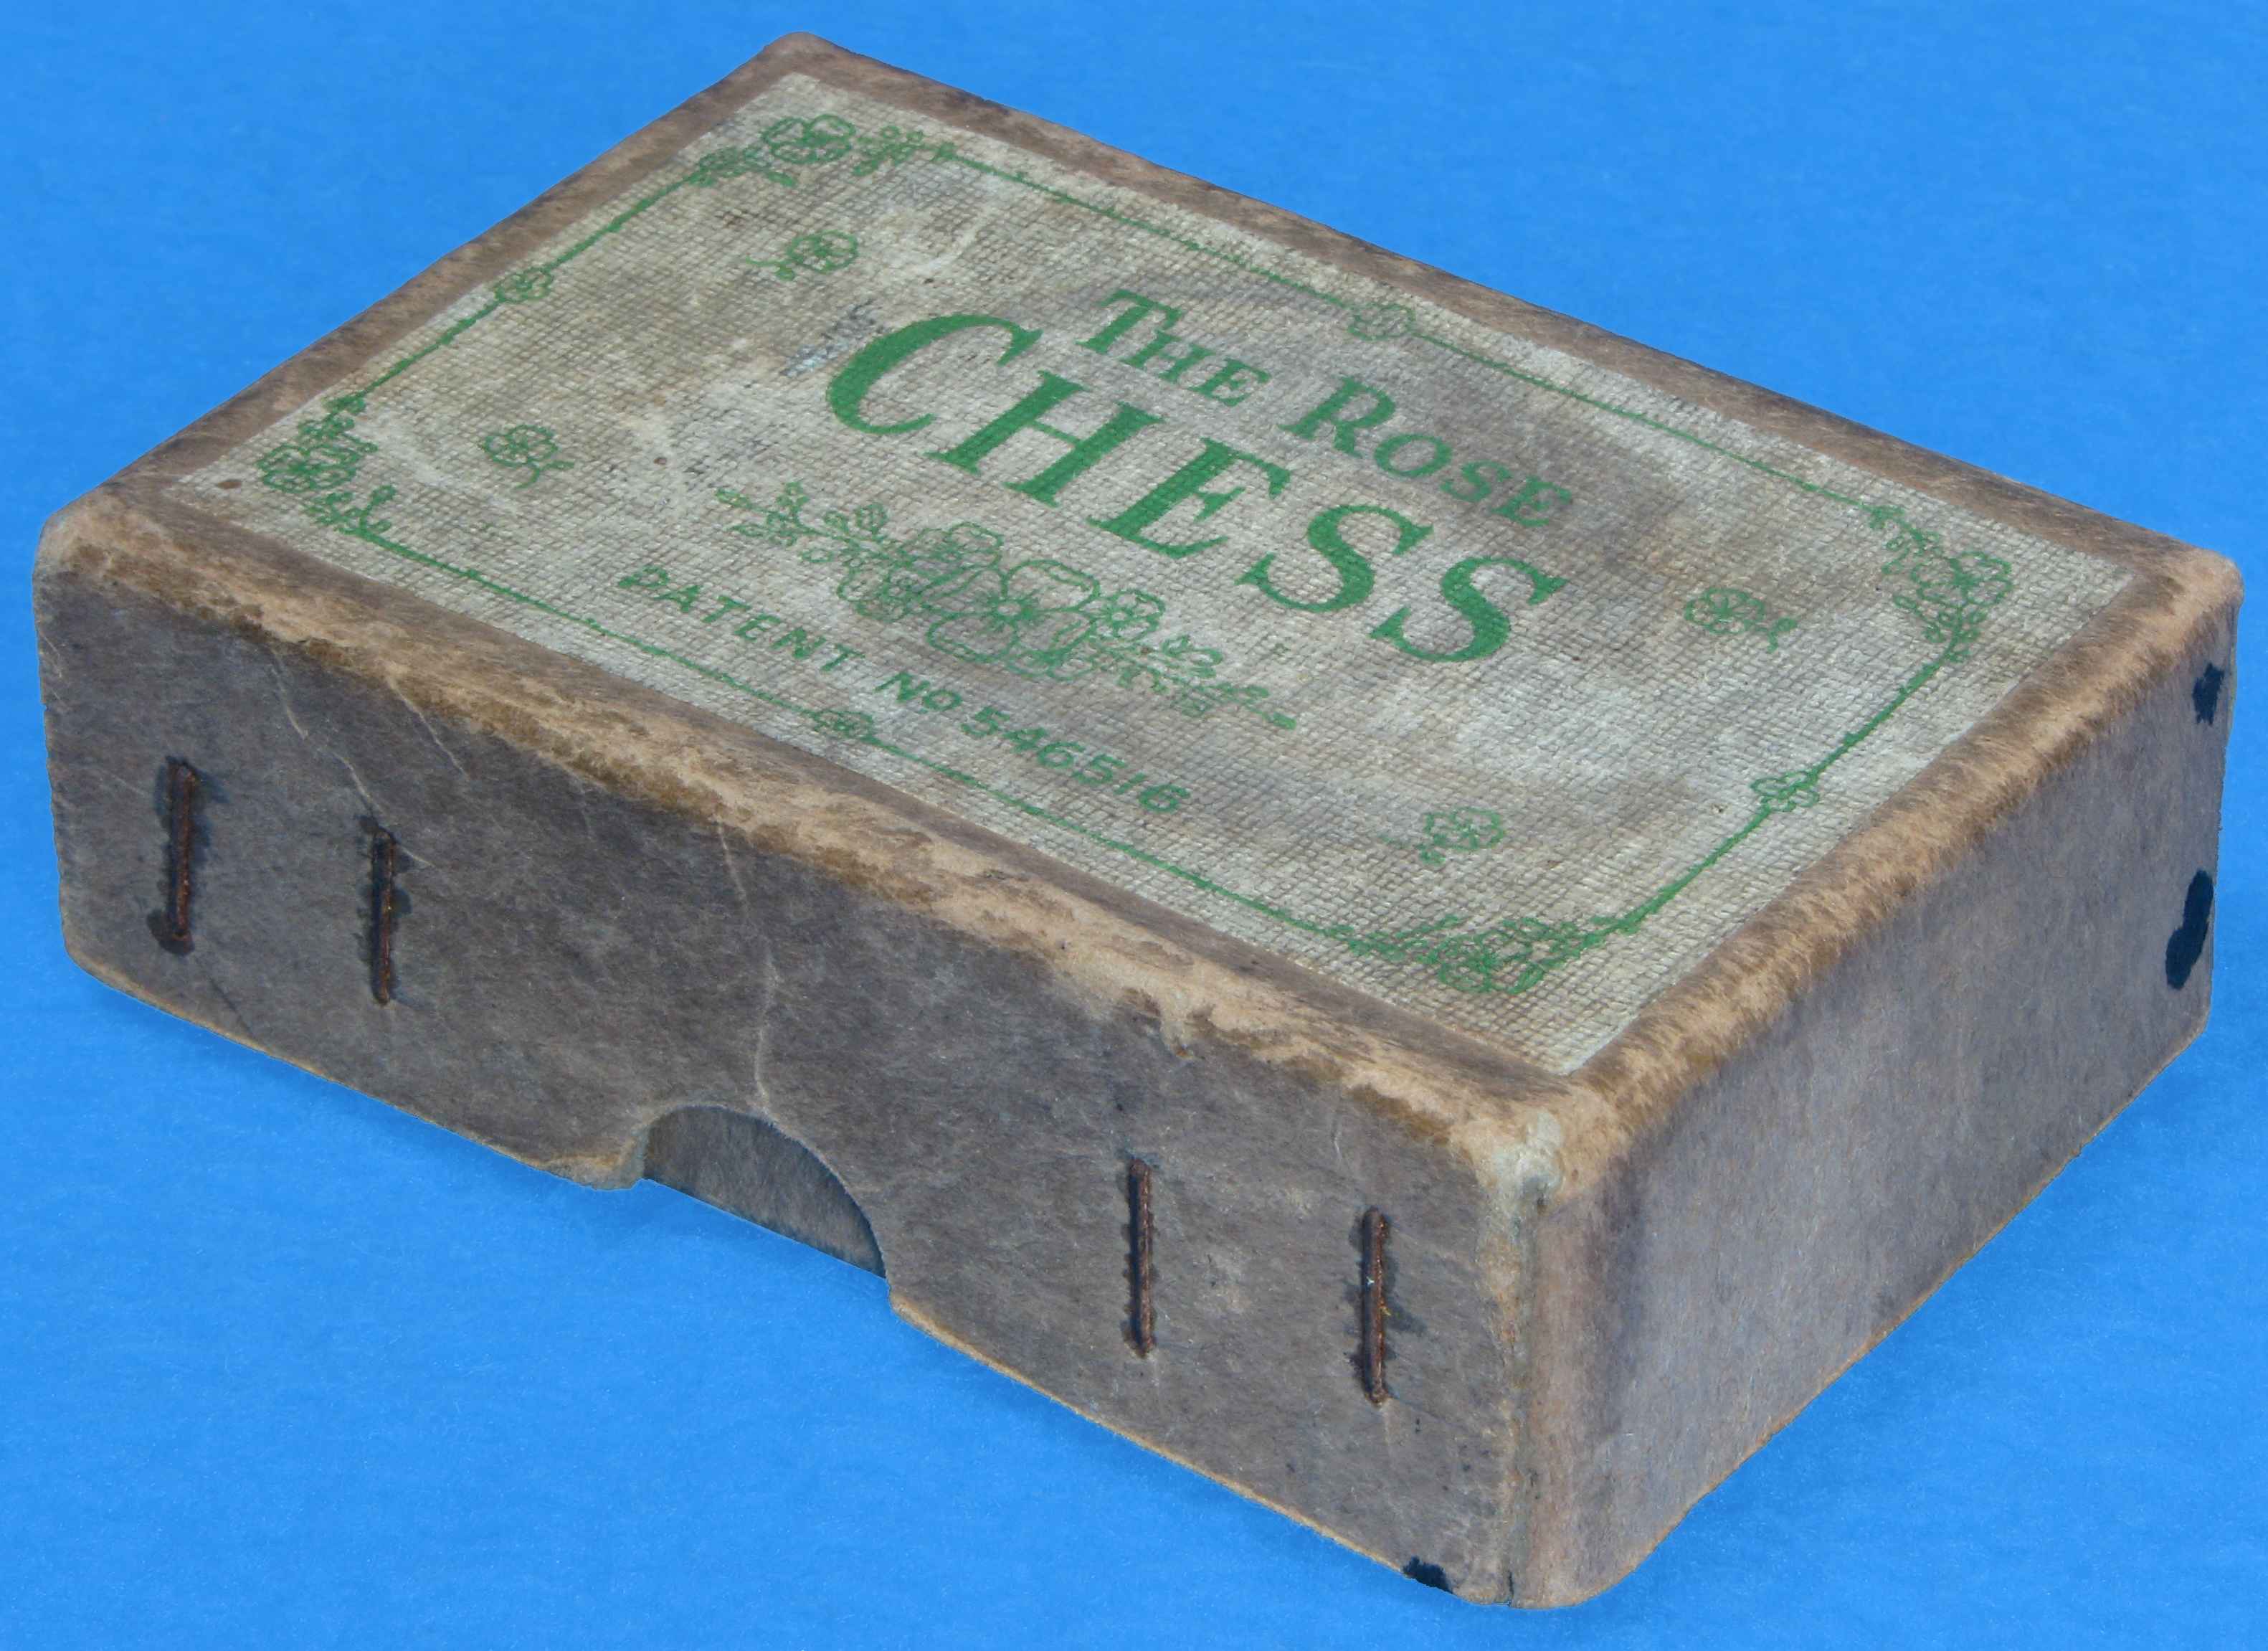 THE ROSE
CHESS
PATENT NO 546516